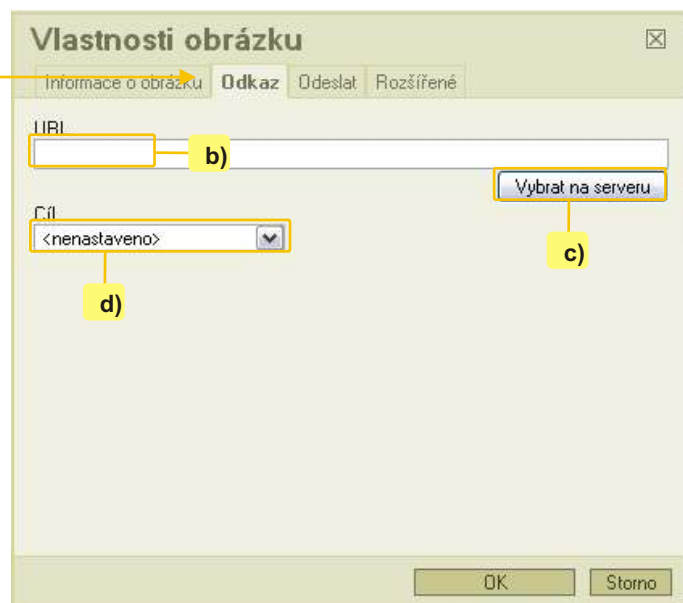 Vlastnosti obrázku
Informace o obrázku Odkaz Odeslat Rozšířené
URL
b)
Vybrat na serveru
Cíl
<nenastaveno>
c)
d)
OK Storno